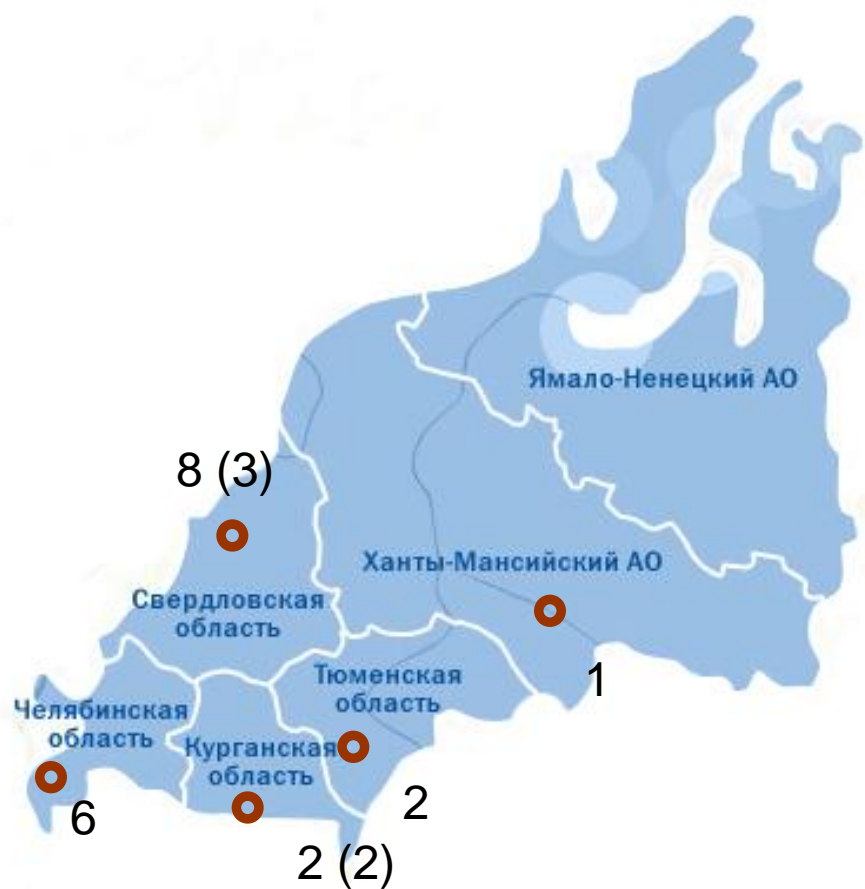 Ямало-Ненецкий АО
8 (3)
Ханты-Мансийский АО
Свердловская
область
Тюменская
область
1
Челябинская
область
Курганская
область
2
6
2 (2)